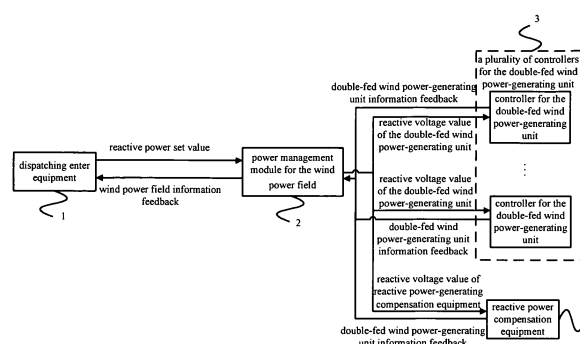 3
a plurality of controllers
for the double-fed wind
power-generating unit
double-fed wind power-generating
unit information feedback
controller for the
double-fed wind
power-generating
unit
reactive voltage value
of the double-fed wind
power-generating unit
reactive power set value
dispatching enter
equipment
wind power field information
feedback
1
power management
module for the wind
power field
2
reactive voltage value
of the double-fed wind
power-generating unit
controller for the
double-fed wind
power-generating
unit
double-fed wind
power-generating unit
information feedback
reactive voltage value of
reactive power-generating
compensation equipment
reactive power
compensation
equipment
double-fed wind power-generating
unit information feedback